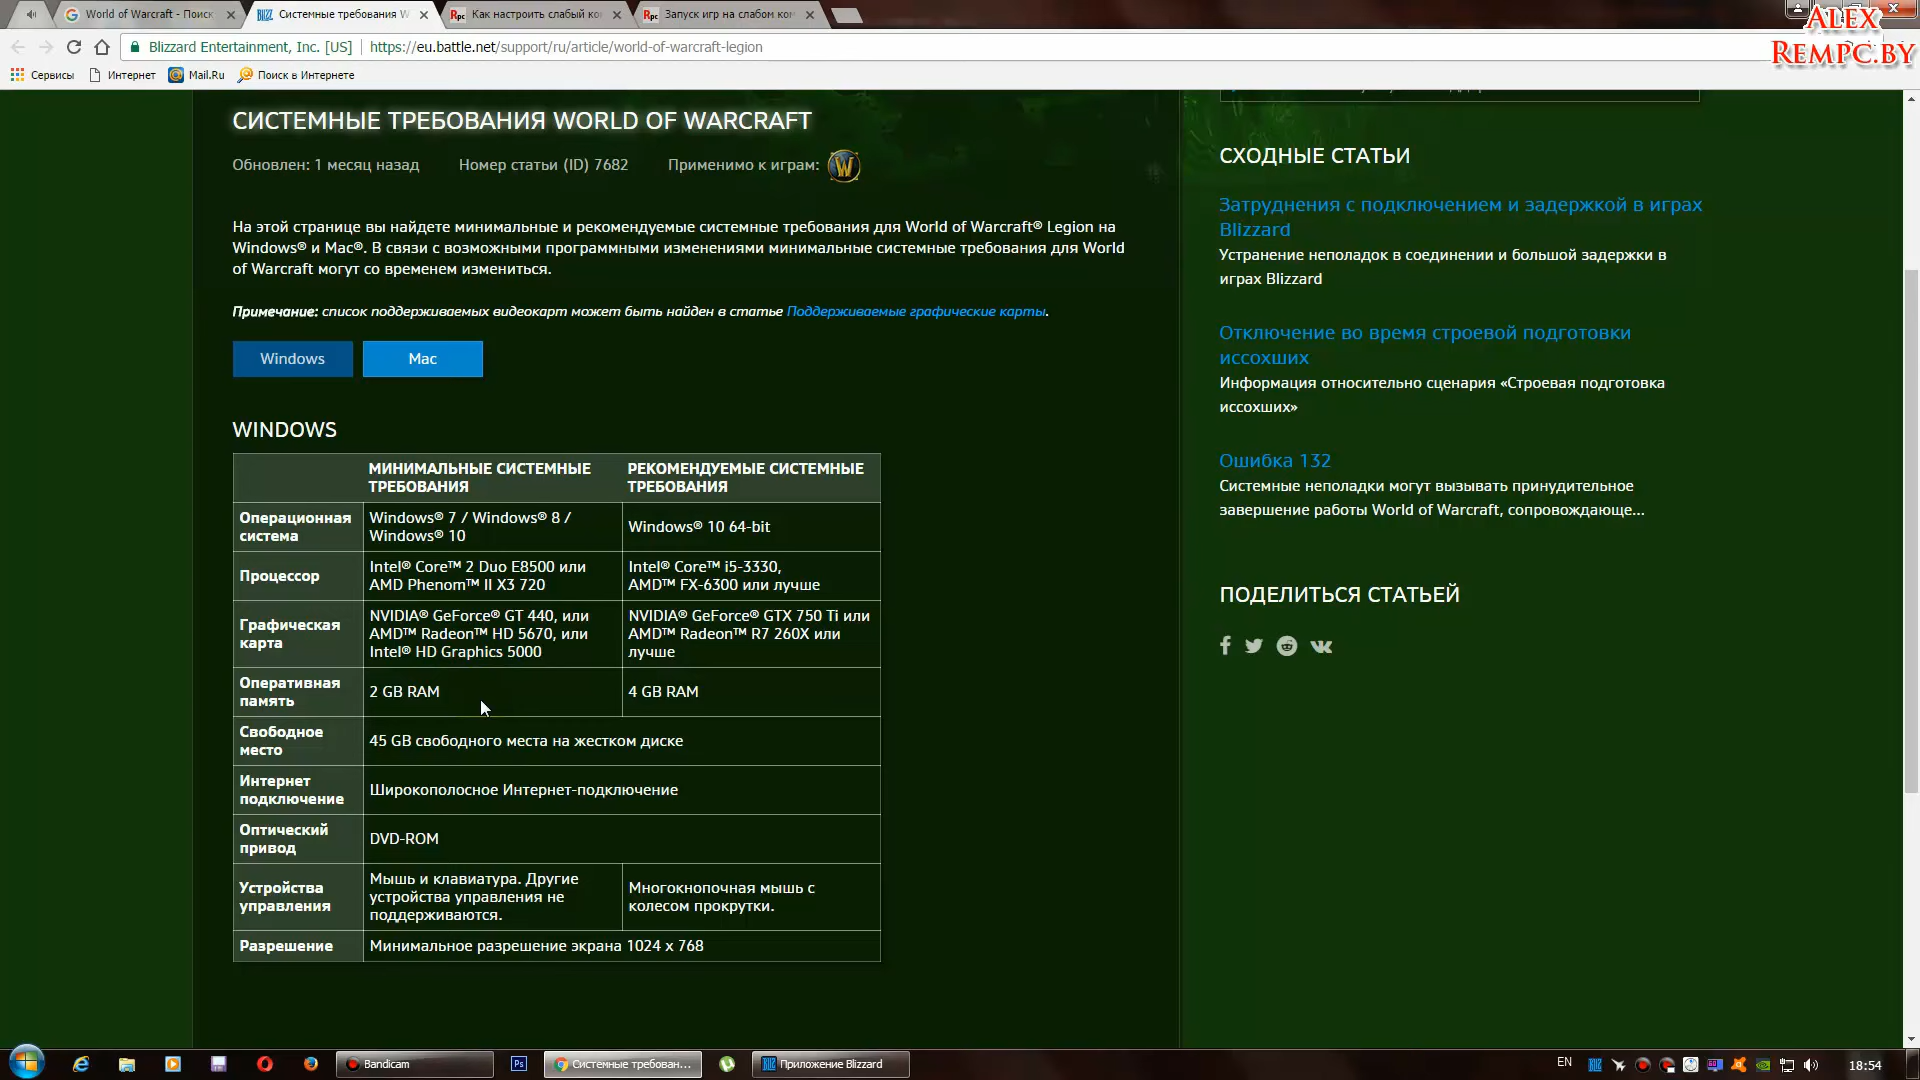 World of Warcraft - Поиск
Системные требования W
Как настроить слабый ко
Запуск игр на слабом ком
ALEX
REMPC.BY
Blizzard Entertainment, Inc. [US]
https://eu.battle.net/support/ru/article/world-of-warcraft-legion
Сервисы
Интернет
Mail.Ru
Поиск в Интернете
СИСТЕМНЫЕ ТРЕБОВАНИЯ WORLD OF WARCRAFT
Обновлен: 1 месяц назад
Номер статьи (ID) 7682
Применимо к играм:
На этой странице вы найдете минимальные и рекомендуемые системные требования для World of Warcraft® Legion на
Windows® и Mac®. В связи с возможными программными изменениями минимальные системные требования для World
of Warcraft могут со временем измениться.
Примечание: список поддерживаемых видеокарт может быть найден в статье Поддерживаемые графические карты.
Windows
Mac
WINDOWS
МИНИМАЛЬНЫЕ СИСТЕМНЫЕ
ТРЕБОВАНИЯ
РЕКОМЕНДУЕМЫЕ СИСТЕМНЫЕ
ТРЕБОВАНИЯ
Операционная
система
Windows® 7 / Windows® 8 /
Windows® 10
Windows® 10 64-bit
Процессор
Intel® Core™ 2 Duo E8500 или
AMD Phenom™ II X3 720
Intel® Core™ i5-3330,
AMD™ FX-6300 или лучше
Графическая
карта
NVIDIA® GeForce® GT 440, или
AMD™ Radeon™ HD 5670, или
Intel® HD Graphics 5000
NVIDIA® GeForce® GTX 750 Ti или
AMD™ Radeon™ R7 260X или
лучше
Оперативная
память
2 GB RAM
4 GB RAM
Свободное
место
45 GB свободного места на жестком диске
Интернет
подключение
Широкополосное Интернет-подключение
Оптический
привод
DVD-ROM
Устройства
управления
Мышь и клавиатура. Другие
устройства управления не
поддерживаются.
Многокнопочная мышь с
колесом прокрутки.
Разрешение
Минимальное разрешение экрана 1024 x 768
СХОДНЫЕ СТАТЬИ
Затруднения с подключением и задержкой в играх
Blizzard
Устранение неполадок в соединении и большой задержки в
играх Blizzard
Отключение во время строевой подготовки
иссохших
Информация относительно сценария «Строевая подготовка
иссохших»
Ошибка 132
Системные неполадки могут вызывать принудительное
завершение работы World of Warcraft, сопровождающе...
ПОДЕЛИТЬСЯ СТАТЬЕЙ
Bandicam
Ps
Системные требован...
Приложение Blizzard
EN
18:54